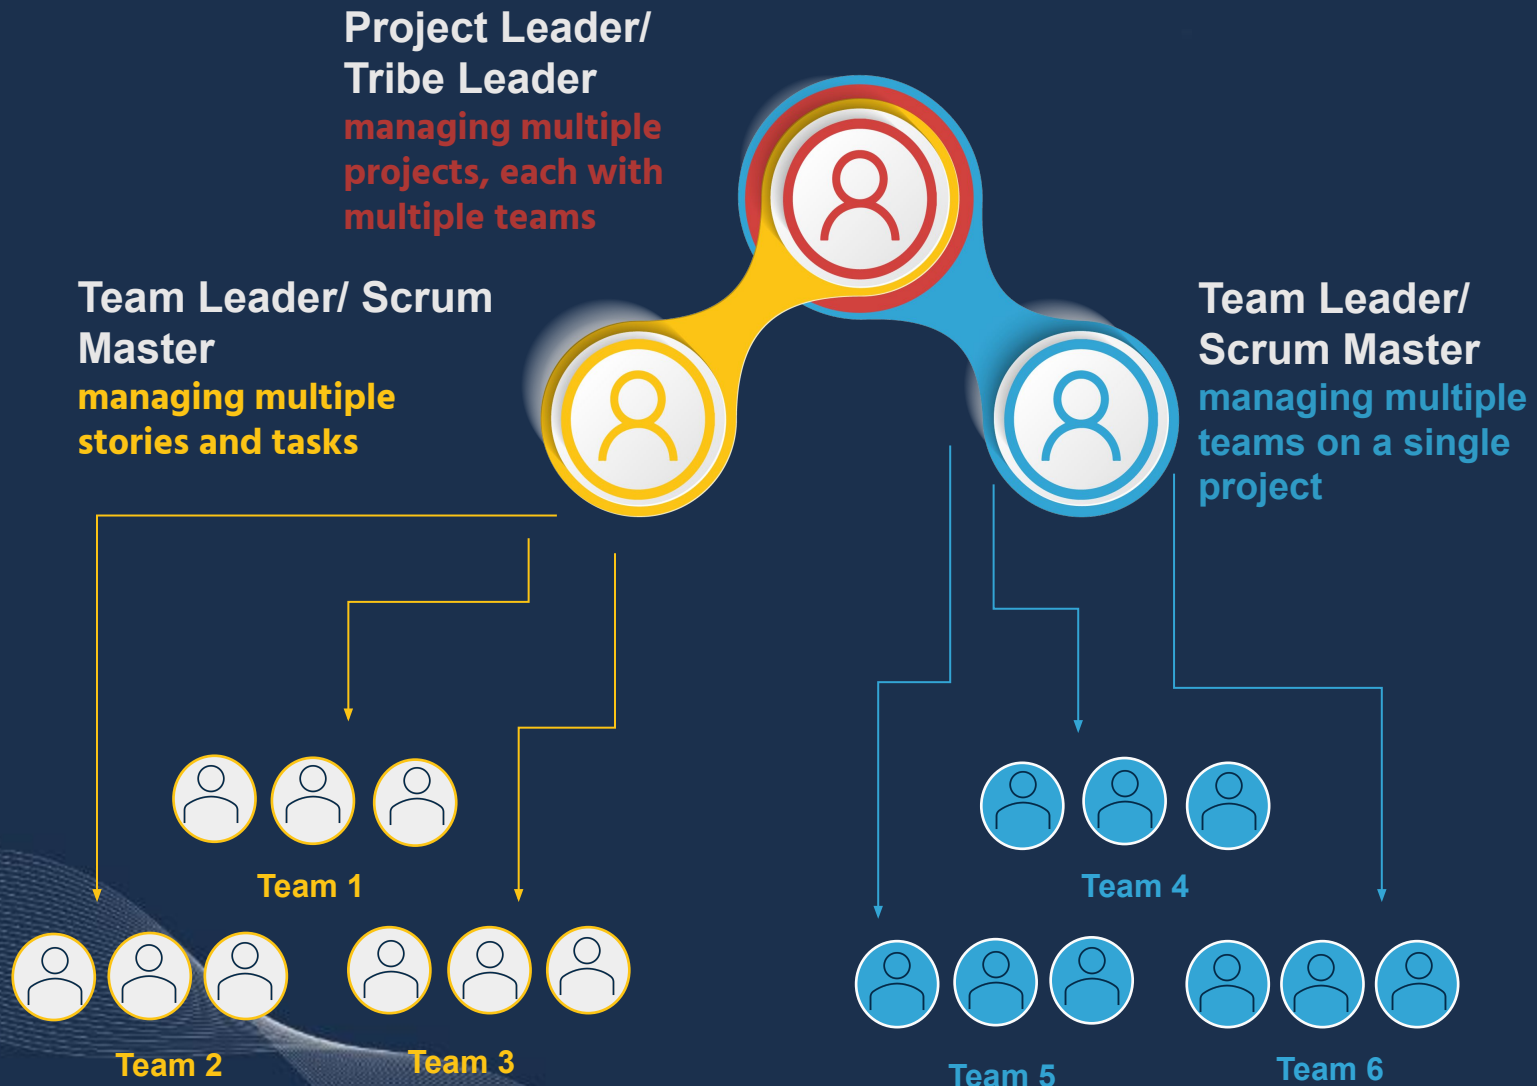 Project Leader/
Tribe Leader
managing multiple
projects, each with
multiple teams
Team Leader/ Scrum
Master
managing multiple
stories and tasks
Team Leader/
Scrum Master
managing multiple
teams on a single
project
Team 1
Team 4
Team 2
Team 3
Team 5
Team 6